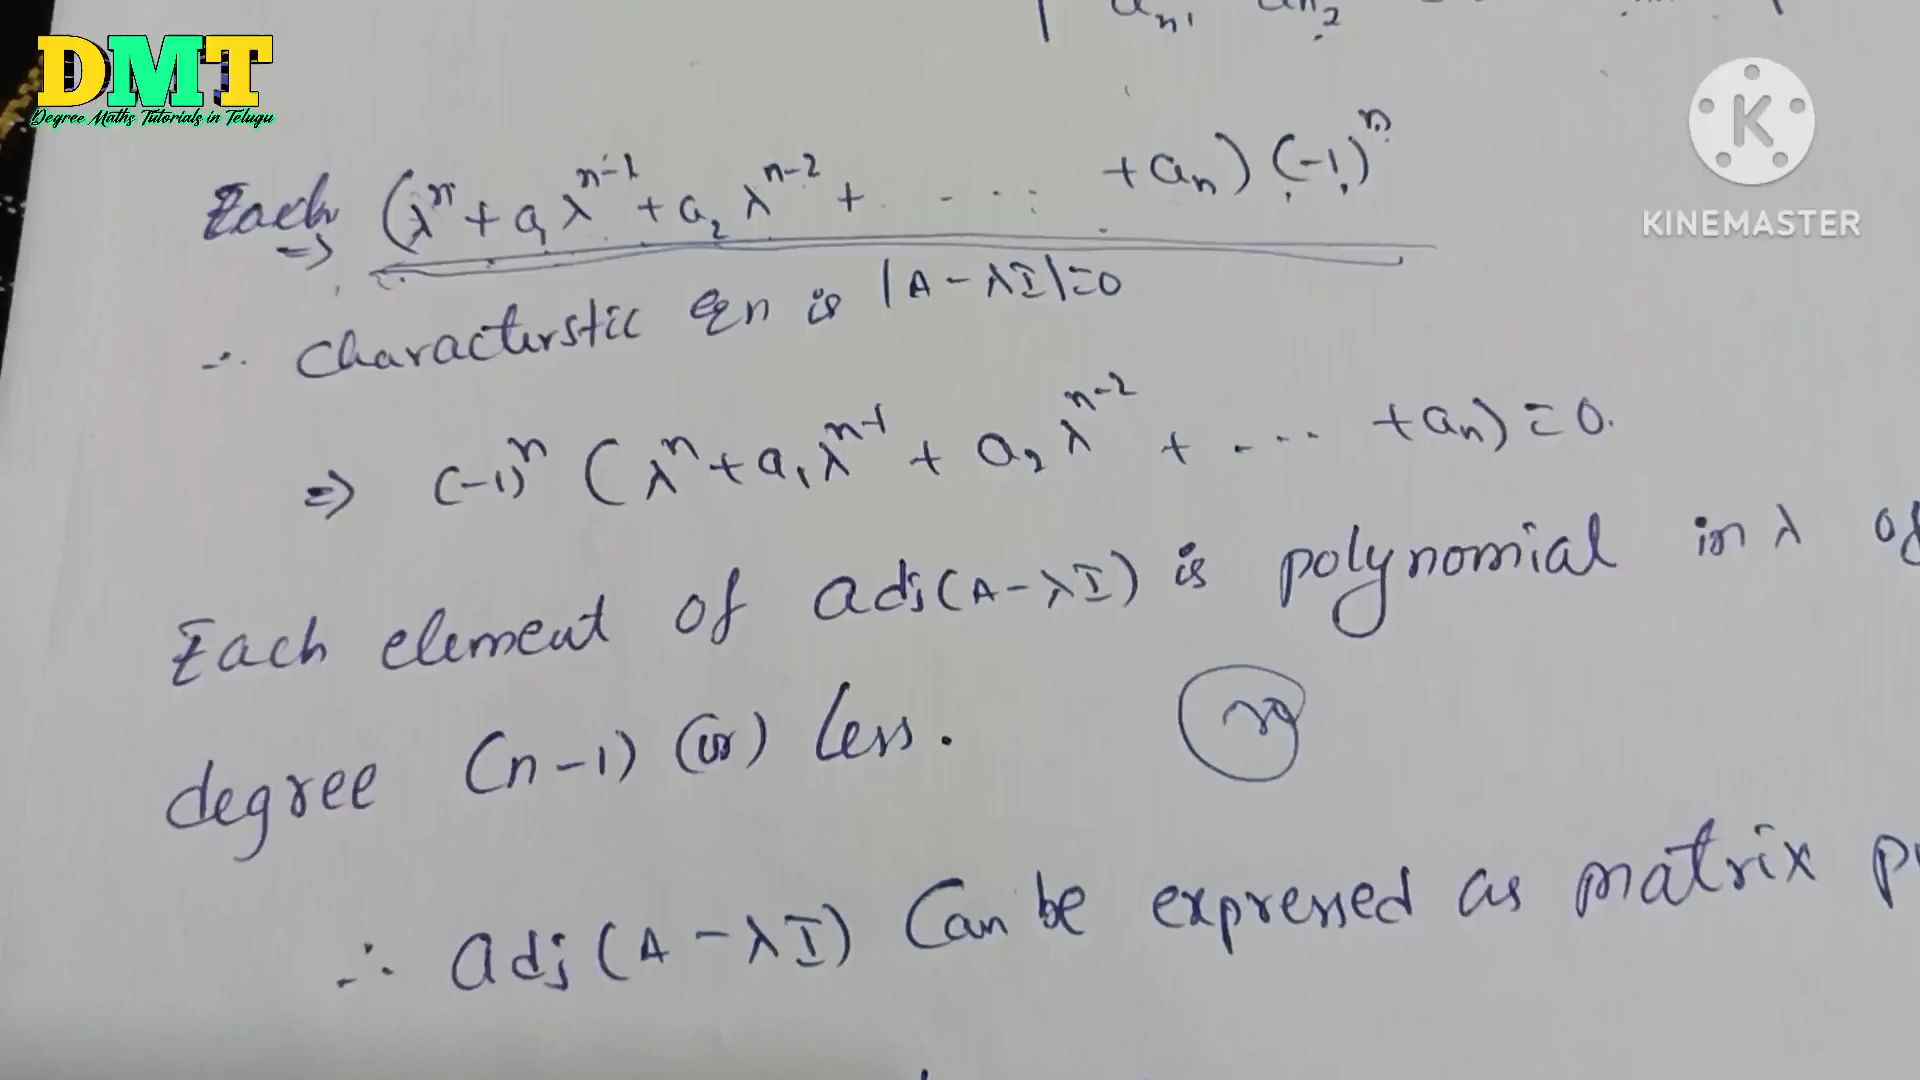 an1 an2
DMT
Degree Maths Tutorials in Telugu
KINEMASTER
Each (λ^n + a₁λ^(n-1) + a₂λ^(n-2) + ..... + aₙ) (-1)^n
⇒
∴ Characterstic Eqn is |A - λI| = 0
⇒ (-1)^n (λ^n + a₁λ^(n-1) + a₂λ^(n-2) + .... + aₙ) = 0.
Each element of adj(A-λI) is polynomial in λ of
degree (n-1) (or) less.
∴ adj(A-λI) Can be expressed as matrix p